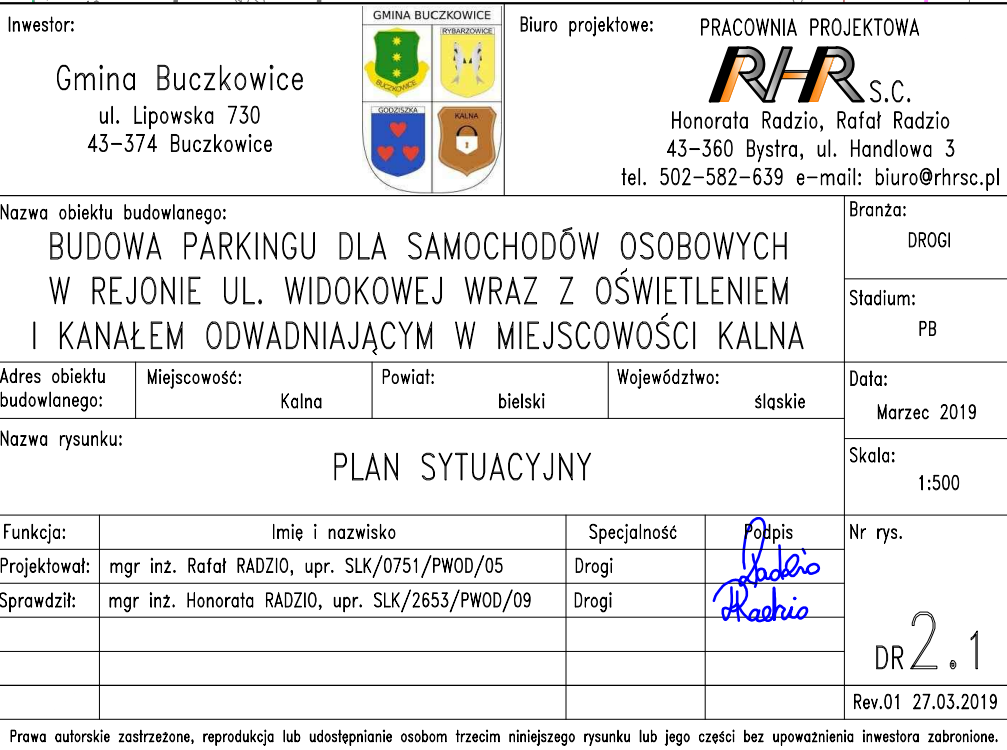 Inwestor:
Gmina Buczkowice
ul. Lipowska 730
43-374 Buczkowice
GMINA BUCZKOWICE
BUCZKOWICE
RYBARZOWICE
GODZISZKA
KALNA
Biuro projektowe:
PRACOWNIA PROJEKTOWA
RHR S.C.
Honorata Radzio, Rafał Radzio
43-360 Bystra, ul. Handlowa 3
tel. 502-582-639 e-mail: biuro@rhrsc.pl
Nazwa obiektu budowlanego:
BUDOWA PARKINGU DLA SAMOCHODÓW OSOBOWYCH
W REJONIE UL. WIDOKOWEJ WRAZ Z OŚWIETLENIEM
I KANAŁEM ODWADNIAJĄCYM W MIEJSCOWOŚCI KALNA
Branża:
DROGI
Stadium:
PB
Adres obiektu
budowlanego:
Miejscowość:
Kalna
Powiat:
bielski
Województwo:
śląskie
Data:
Marzec 2019
Nazwa rysunku:
PLAN SYTUACYJNY
Skala:
1:500
Funkcja: Imię i nazwisko Specjalność Podpis
Projektował: mgr inż. Rafał RADZIO, upr. SLK/0751/PWOD/05 Drogi Radzio
Sprawdził: mgr inż. Honorata RADZIO, upr. SLK/2653/PWOD/09 Drogi HRadzio
Nr rys.
DR 2.1
Rev.01 27.03.2019
Prawa autorskie zastrzeżone, reprodukcja lub udostępnianie osobom trzecim niniejszego rysunku lub jego części bez upoważnienia inwestora zabronione.